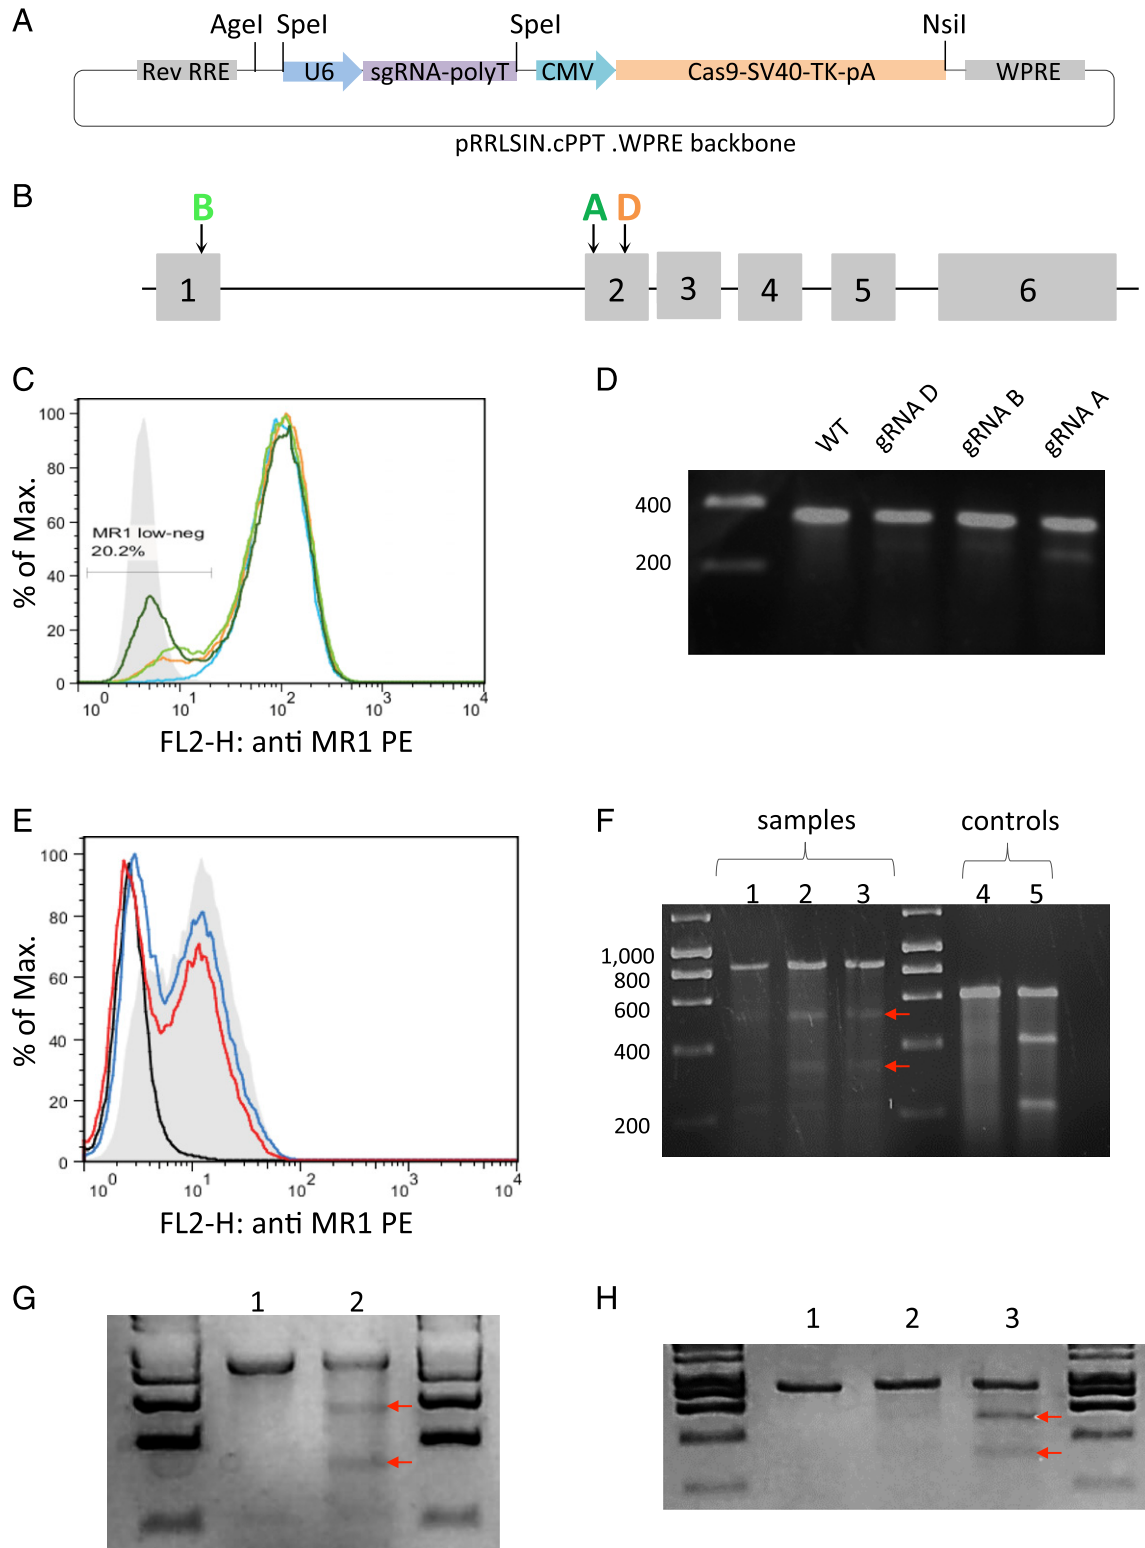 A
AgeI SpeI SpeI NsiI
Rev RRE U6 sgRNA-polyT CMV Cas9-SV40-TK-pA WPRE
pRRLSIN.cPPT .WPRE backbone
B
B A D
1 2 3 4 5 6
C
100
80
60
40
20
0
% of Max.
MR1 low-neg
20.2%
10^0 10^1 10^2 10^3 10^4
FL2-H: anti MR1 PE
D
WT gRNA D gRNA B gRNA A
400
200
E
100
80
60
40
20
0
% of Max.
10^0 10^1 10^2 10^3 10^4
FL2-H: anti MR1 PE
F
samples controls
1 2 3 4 5
1,000
800
600
400
200
G
1 2
H
1 2 3